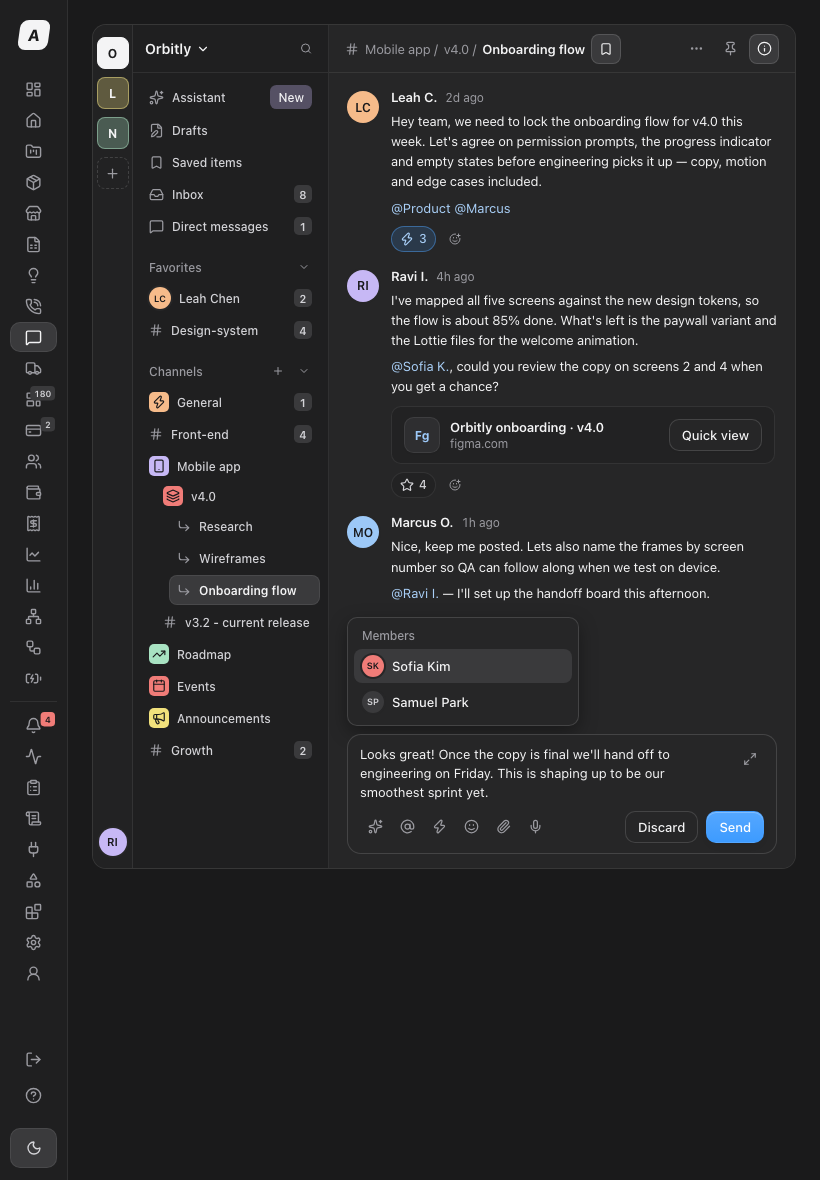 A
180
2
4
O
L
N
RI
Orbitly
Assistant New
Drafts
Saved items
Inbox 8
Direct messages 1
Favorites
LC Leah Chen 2
# Design-system 4
Channels
General 1
# Front-end 4
Mobile app
v4.0
Research
Wireframes
Onboarding flow
# v3.2 - current release
Roadmap
Events
Announcements
# Growth 2
# Mobile app / v4.0 / Onboarding flow
LC Leah C. 2d ago
Hey team, we need to lock the onboarding flow for v4.0 this
week. Let's agree on permission prompts, the progress indicator
and empty states before engineering picks it up — copy, motion
and edge cases included.
@Product @Marcus
3
RI Ravi I. 4h ago
I've mapped all five screens against the new design tokens, so
the flow is about 85% done. What's left is the paywall variant and
the Lottie files for the welcome animation.
@Sofia K., could you review the copy on screens 2 and 4 when
you get a chance?
Fg Orbitly onboarding · v4.0
figma.com
Quick view
4
MO Marcus O. 1h ago
Nice, keep me posted. Lets also name the frames by screen
number so QA can follow along when we test on device.
@Ravi I. — I'll set up the handoff board this afternoon.
Members
SK Sofia Kim
SP Samuel Park
Looks great! Once the copy is final we'll hand off to
engineering on Friday. This is shaping up to be our
smoothest sprint yet.
Discard Send